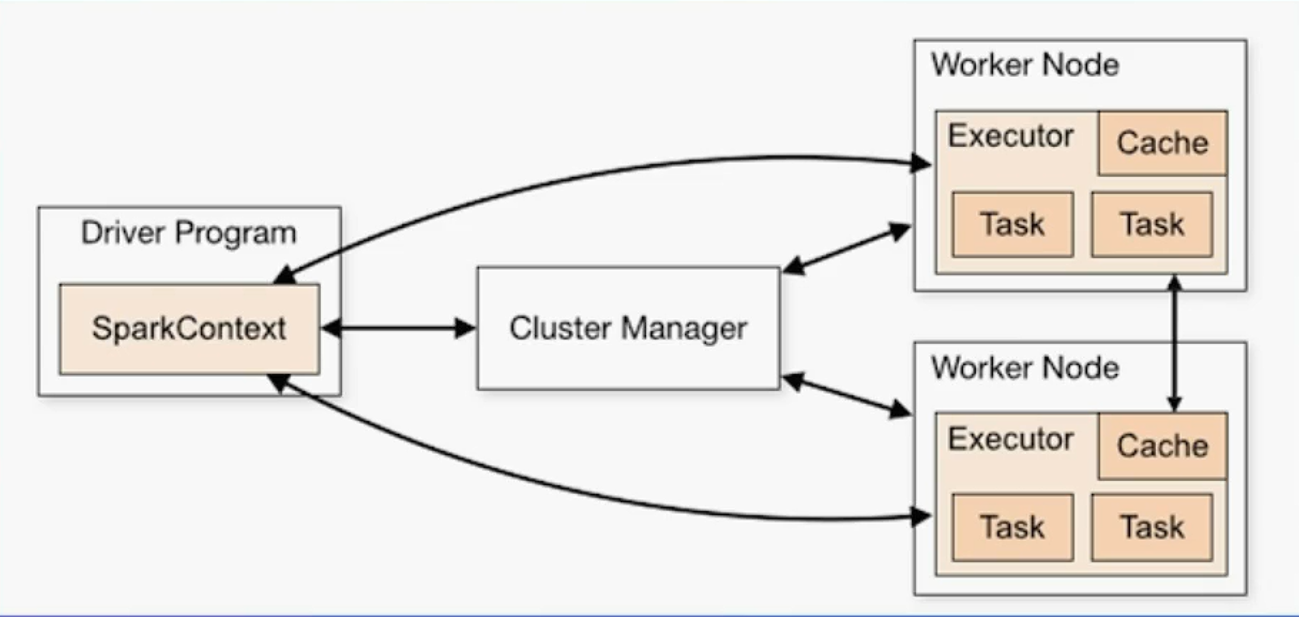 Driver Program
SparkContext
Cluster Manager
Worker Node
Executor
Cache
Task
Task
Worker Node
Executor
Cache
Task
Task